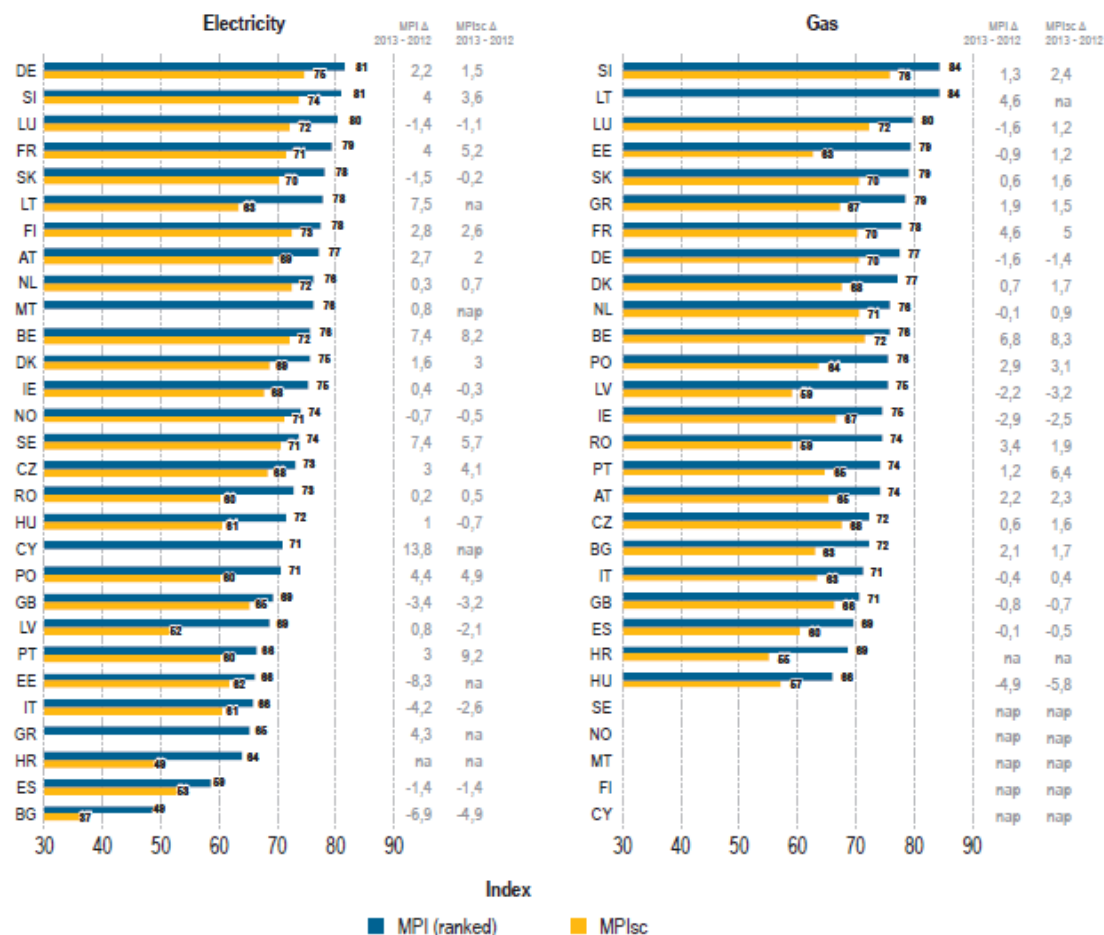 Electricity
MPI Δ 2013 - 2012
MPIsc Δ 2013 - 2012
DE 81 75 2,2 1,5
SI 81 74 4 3,6
LU 80 72 -1,4 -1,1
FR 79 71 4 5,2
SK 78 70 -1,5 -0,2
LT 78 63 7,5 na
FI 78 73 2,8 2,6
AT 77 69 2,7 2
NL 76 72 0,3 0,7
MT 76 0,8 nap
BE 76 72 7,4 8,2
DK 75 69 1,6 3
IE 75 68 0,4 -0,3
NO 74 71 -0,7 -0,5
SE 74 71 7,4 5,7
CZ 73 68 3 4,1
RO 73 60 0,2 0,5
HU 72 61 1 -0,7
CY 71 13,8 nap
PO 71 60 4,4 4,9
GB 69 65 -3,4 -3,2
LV 69 52 0,8 -2,1
PT 66 60 3 9,2
EE 66 62 -8,3 na
IT 66 61 -4,2 -2,6
GR 65 4,3 na
HR 64 49 na na
ES 59 53 -1,4 -1,4
BG 49 37 -6,9 -4,9
30 40 50 60 70 80 90
Gas
MPI Δ 2013 - 2012
MPIsc Δ 2013 - 2012
SI 84 76 1,3 2,4
LT 84 4,6 na
LU 80 72 -1,6 1,2
EE 79 63 -0,9 1,2
SK 79 70 0,6 1,6
GR 79 67 1,9 1,5
FR 78 70 4,6 5
DE 77 70 -1,6 -1,4
DK 77 68 0,7 1,7
NL 76 71 -0,1 0,9
BE 76 72 6,8 8,3
PO 76 64 2,9 3,1
LV 75 59 -2,2 -3,2
IE 75 67 -2,9 -2,5
RO 74 59 3,4 1,9
PT 74 65 1,2 6,4
AT 74 65 2,2 2,3
CZ 72 68 0,6 1,6
BG 72 63 2,1 1,7
IT 71 63 -0,4 0,4
GB 71 66 -0,8 -0,7
ES 69 60 -0,1 -0,5
HR 69 55 na na
HU 66 57 -4,9 -5,8
SE nap nap
NO nap nap
MT nap nap
FI nap nap
CY nap nap
30 40 50 60 70 80 90
Index
MPI (ranked)
MPIsc